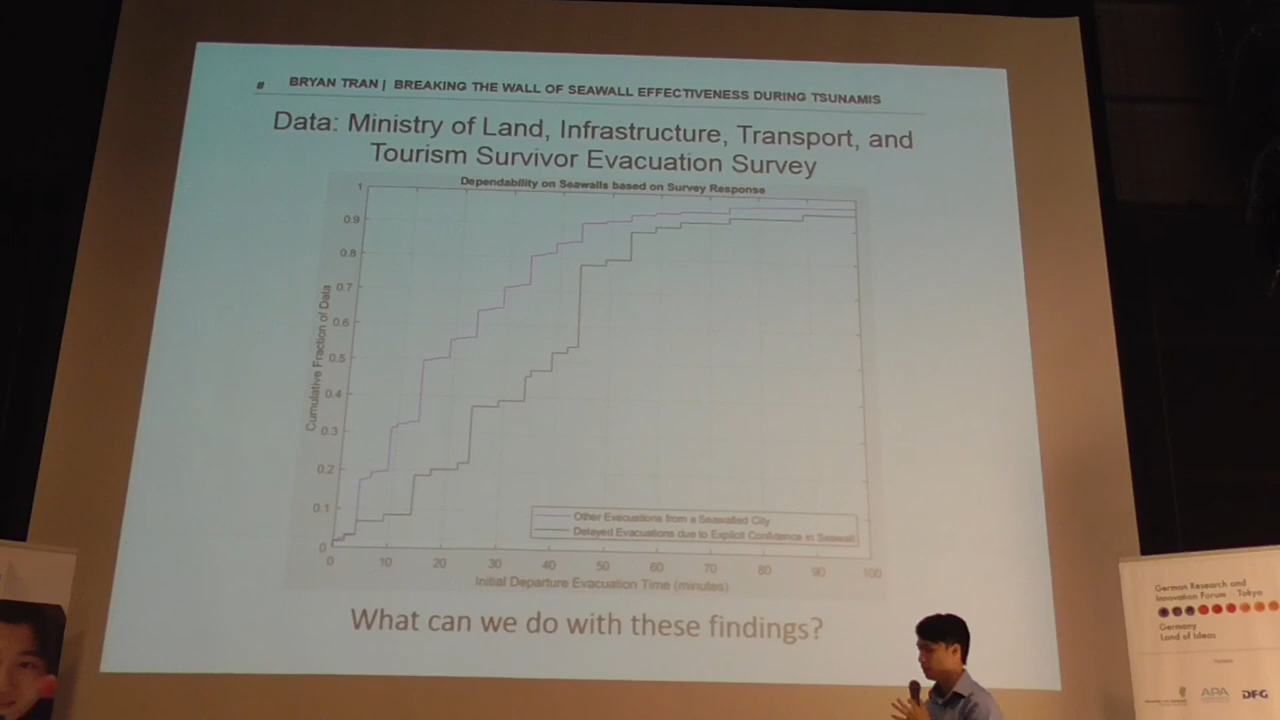 BRYAN TRAN | BREAKING THE WALL OF SEAWALL EFFECTIVENESS DURING TSUNAMIS
Data: Ministry of Land, Infrastructure, Transport, and
Tourism Survivor Evacuation Survey
Dependability on Seawalls based on Survey Response
Cumulative Fraction of Data
1
0.9
0.8
0.7
0.6
0.5
0.4
0.3
0.2
0.1
0
Other Evacuations from a Seawalled City
Delayed Evacuations due to Explicit Confidence in Seawall
0 10 20 30 40 50 60 70 80 90 100
Initial Departure Evacuation Time (minutes)
What can we do with these findings?
German Research and
Innovation Forum Tokyo
Germany
Land of Ideas
APA
DFG